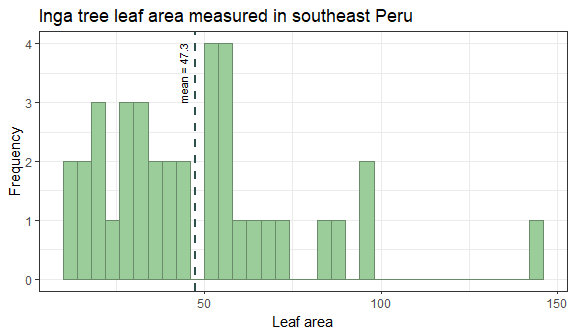 Inga tree leaf area measured in southeast Peru
Frequency
4
3
2
1
0
mean = 47.3
50
100
150
Leaf area